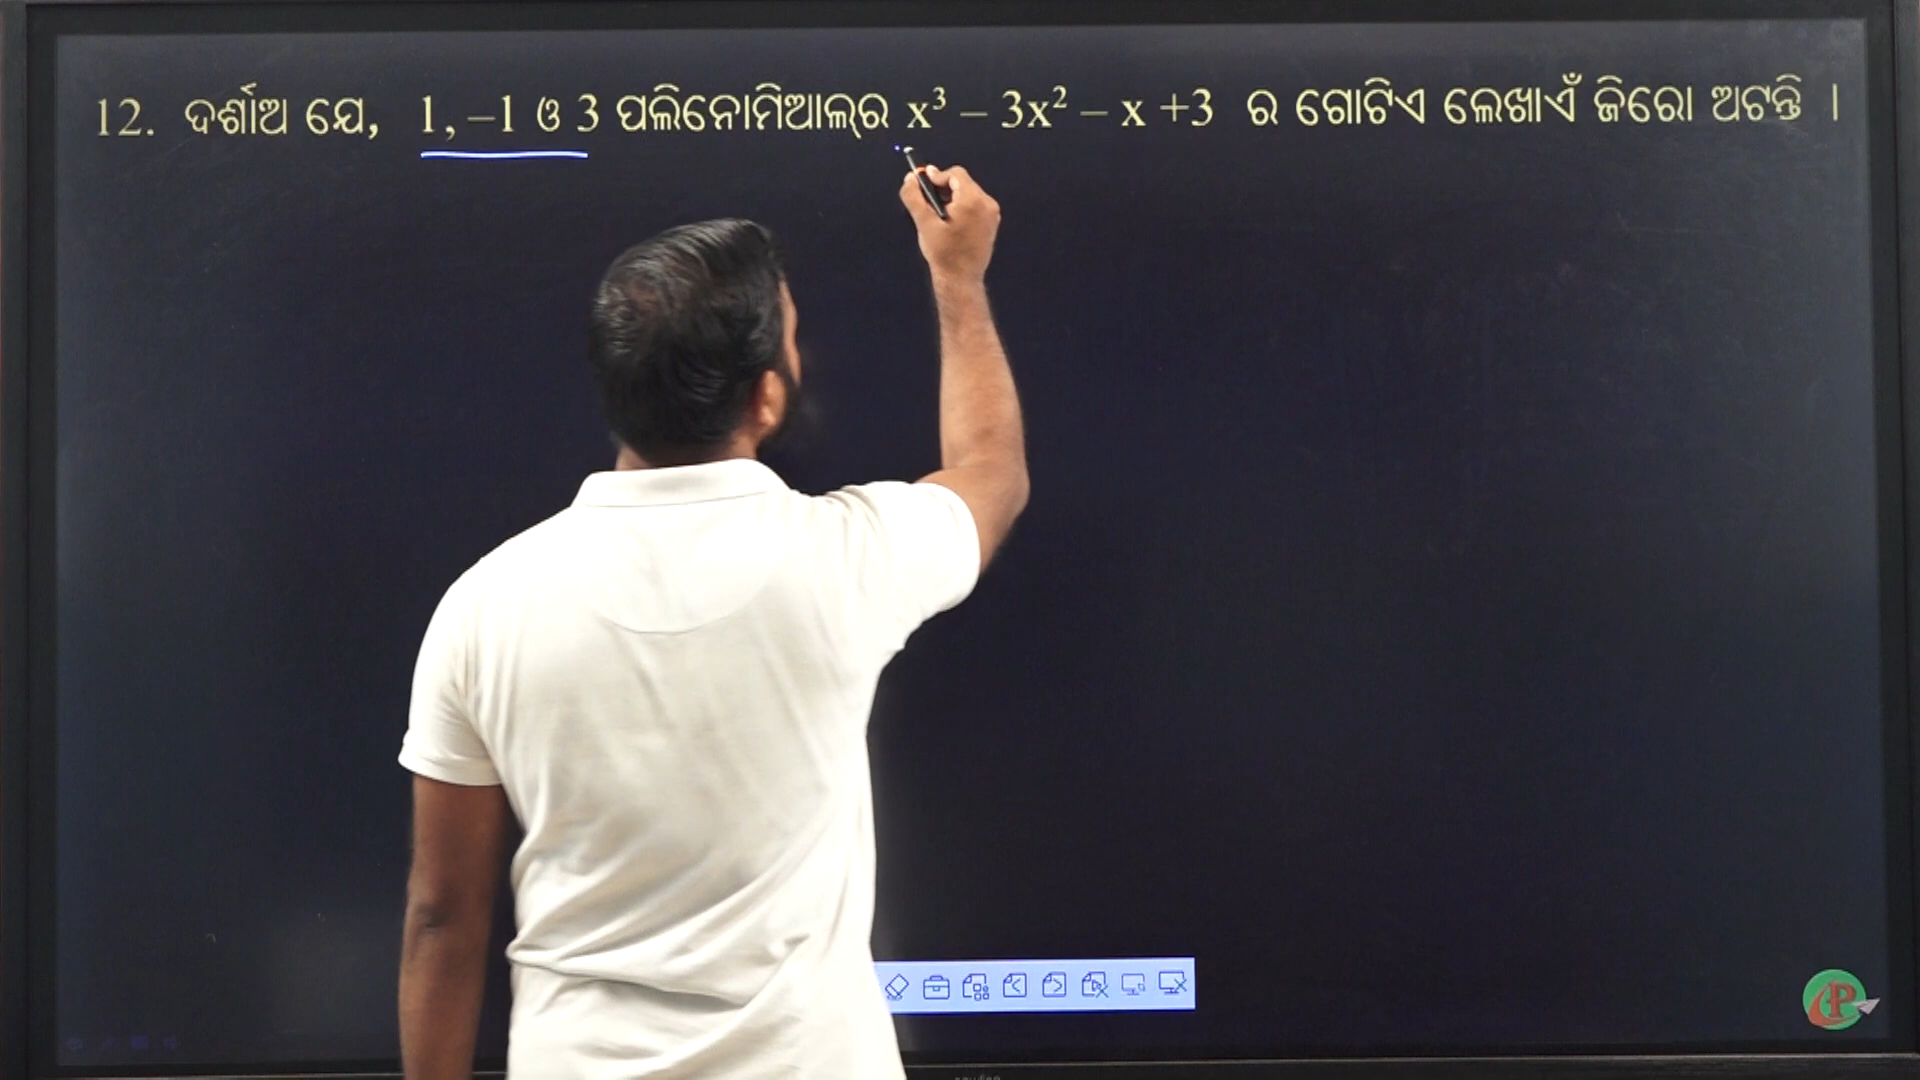 12. ଦର୍ଶାଅ ଯେ, 1, –1 ଓ 3 ପଲିନୋମିଆଲ୍‌ର x³ – 3x² – x +3 ର ଗୋଟିଏ ଲେଖାଏଁ ଜିରୋ ଅଟନ୍ତି ।